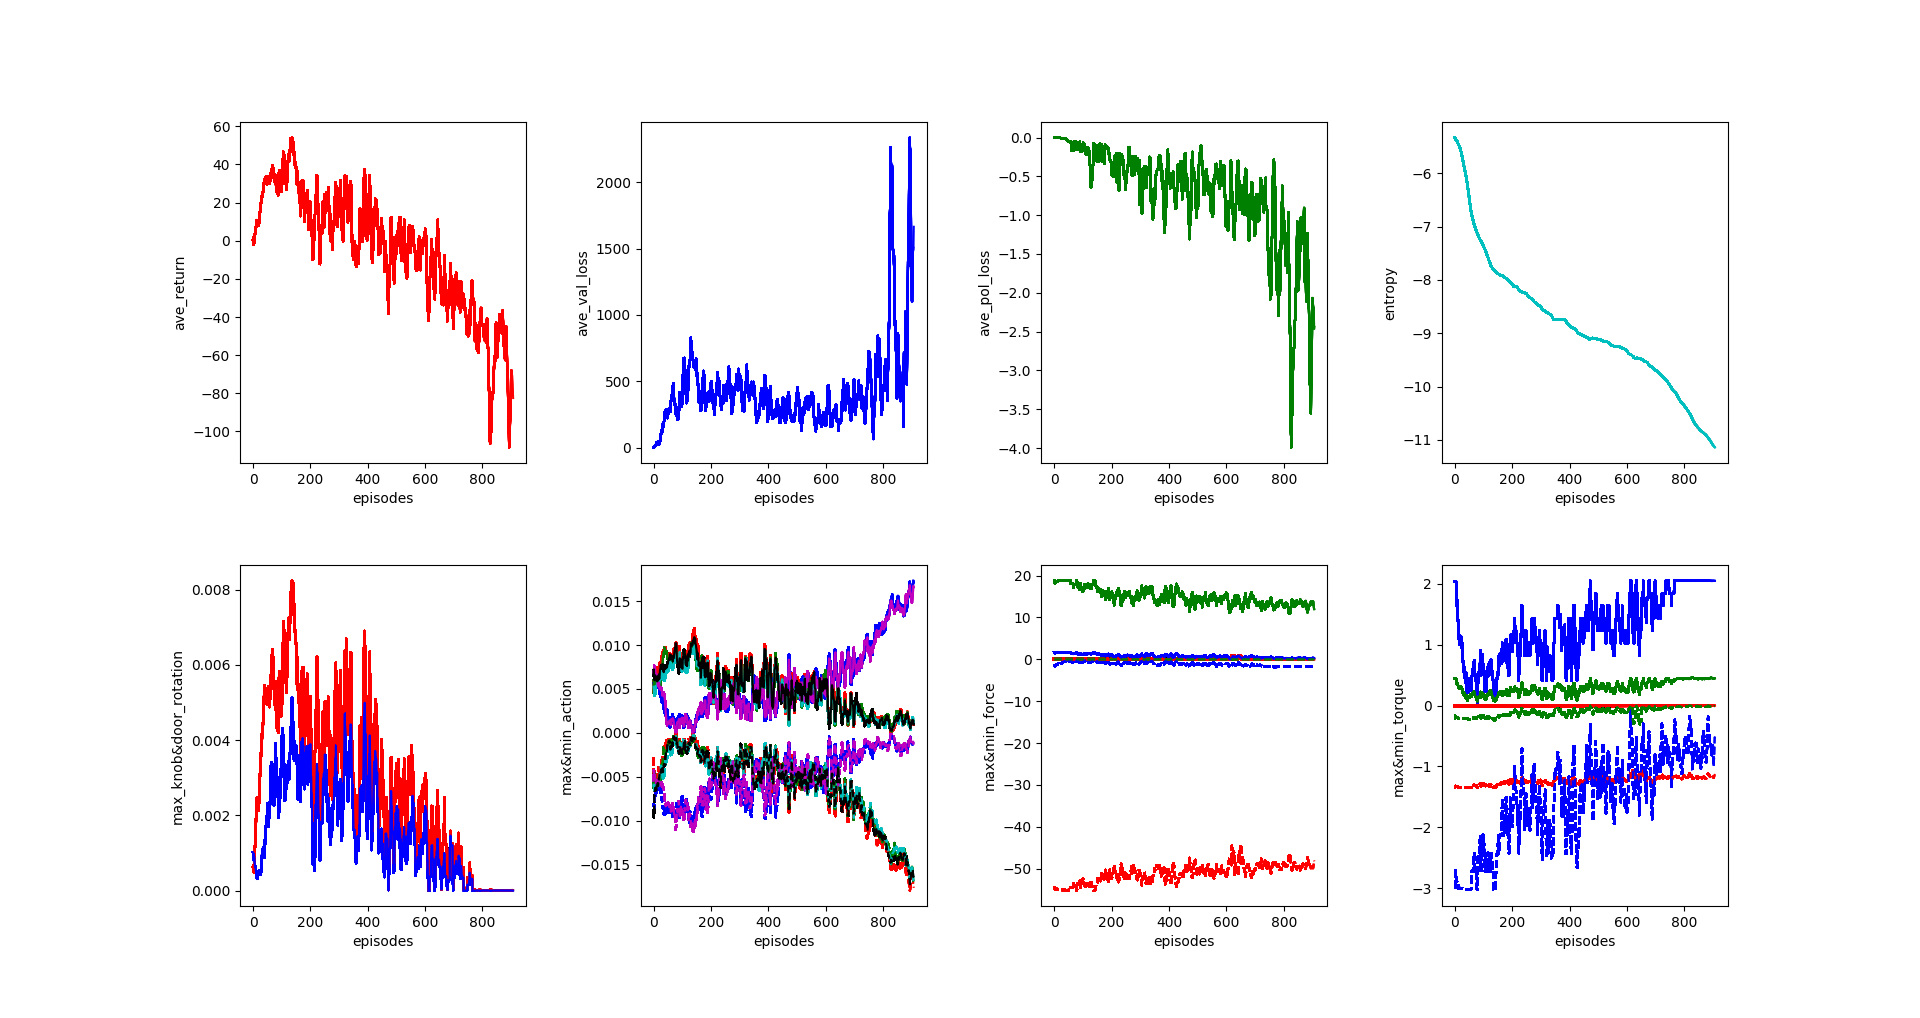 ave_return
60
40
20
0
−20
−40
−60
−80
−100
0 200 400 600 800
episodes
ave_val_loss
2000
1500
1000
500
0
0 200 400 600 800
episodes
ave_pol_loss
0.0
−0.5
−1.0
−1.5
−2.0
−2.5
−3.0
−3.5
−4.0
0 200 400 600 800
episodes
entropy
−6
−7
−8
−9
−10
−11
0 200 400 600 800
episodes
max_knob&door_rotation
0.008
0.006
0.004
0.002
0.000
0 200 400 600 800
episodes
max&min_action
0.015
0.010
0.005
0.000
−0.005
−0.010
−0.015
0 200 400 600 800
episodes
max&min_force
20
10
0
−10
−20
−30
−40
−50
0 200 400 600 800
episodes
max&min_torque
2
1
0
−1
−2
−3
0 200 400 600 800
episodes